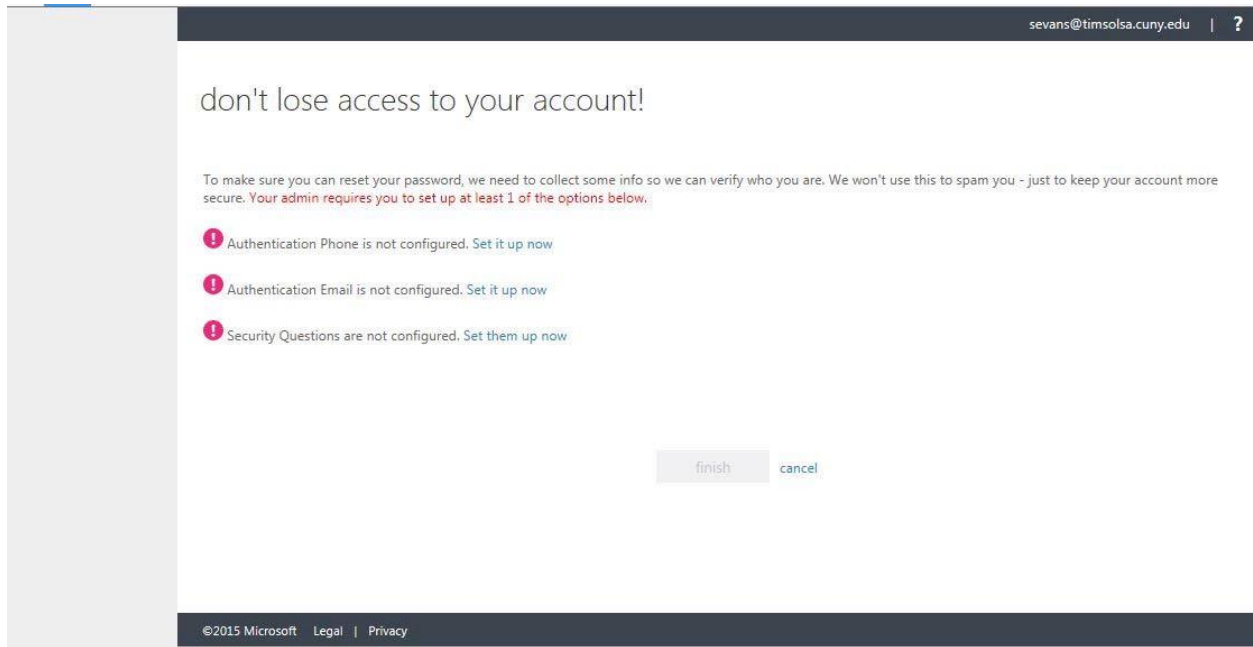 sevans@timsolsa.cuny.edu | ?
don't lose access to your account!
To make sure you can reset your password, we need to collect some info so we can verify who you are. We won't use this to spam you - just to keep your account more
secure. Your admin requires you to set up at least 1 of the options below.
! Authentication Phone is not configured. Set it up now
! Authentication Email is not configured. Set it up now
! Security Questions are not configured. Set them up now
finish cancel
©2015 Microsoft Legal | Privacy